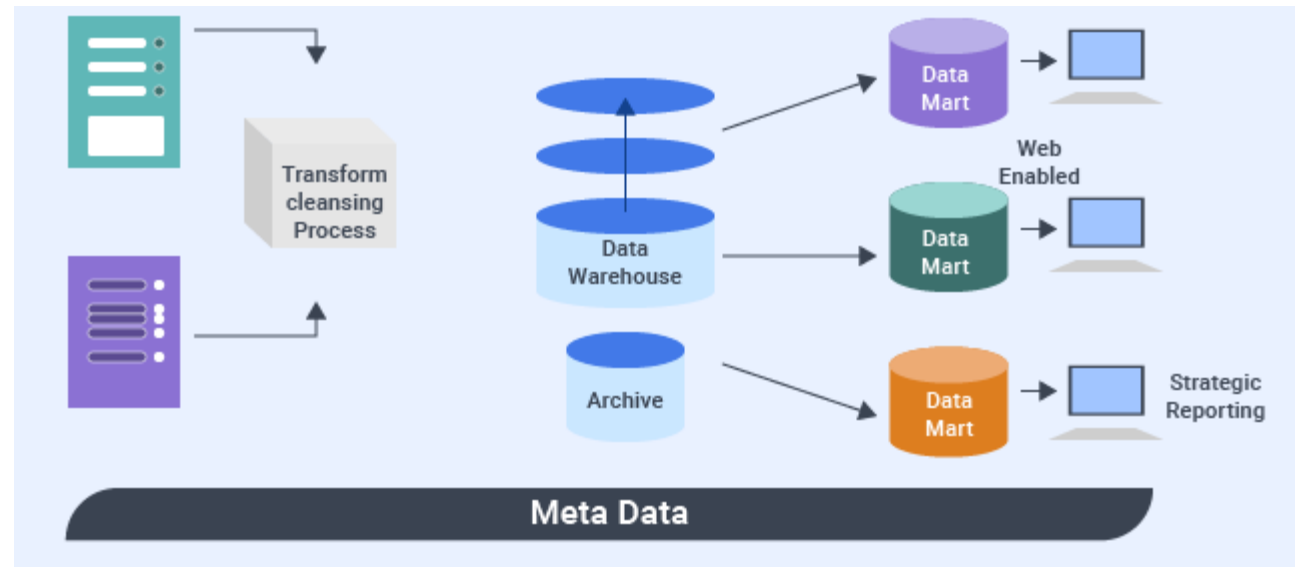 Transform
cleansing
Process
Data
Warehouse
Archive
Data
Mart
Web
Enabled
Data
Mart
Data
Mart
Strategic
Reporting
Meta Data